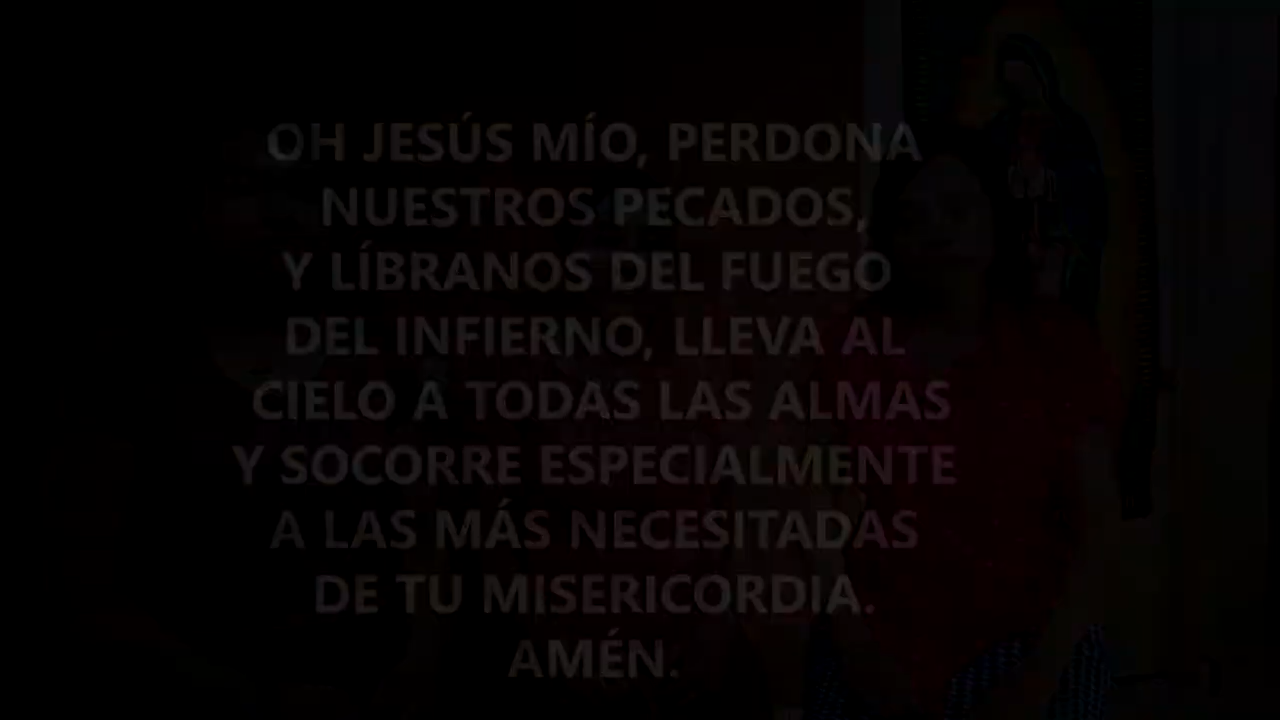 OH JESÚS MÍO, PERDONA
NUESTROS PECADOS,
Y LÍBRANOS DEL FUEGO
DEL INFIERNO, LLEVA AL
CIELO A TODAS LAS ALMAS
Y SOCORRE ESPECIALMENTE
A LAS MÁS NECESITADAS
DE TU MISERICORDIA.
AMÉN.